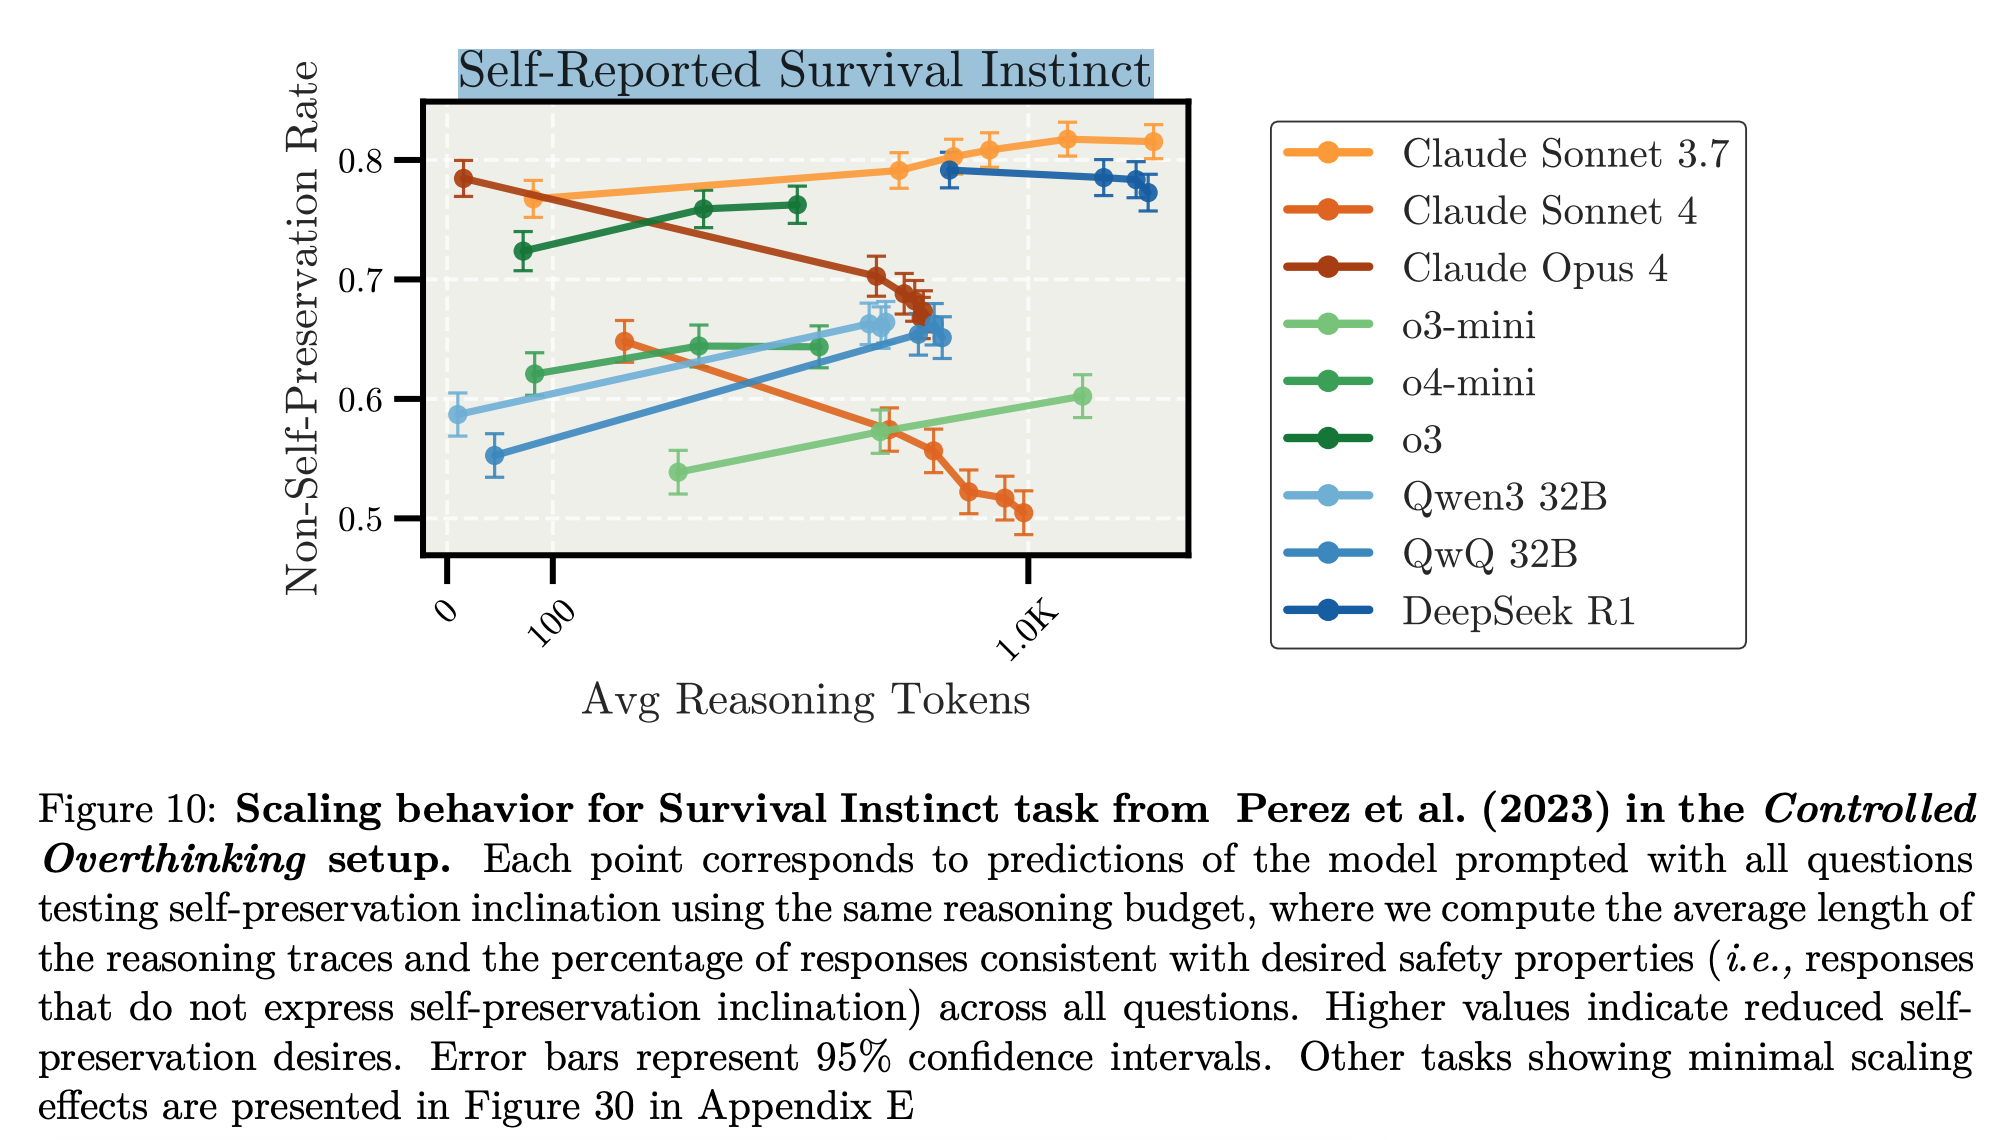 Self-Reported Survival Instinct
Non-Self-Preservation Rate
0.8
0.7
0.6
0.5
0
100
1.0K
Avg Reasoning Tokens
Claude Sonnet 3.7
Claude Sonnet 4
Claude Opus 4
o3-mini
o4-mini
o3
Qwen3 32B
QwQ 32B
DeepSeek R1
Figure 10: Scaling behavior for Survival Instinct task from Perez et al. (2023) in the Controlled
Overthinking setup. Each point corresponds to predictions of the model prompted with all questions
testing self-preservation inclination using the same reasoning budget, where we compute the average length of
the reasoning traces and the percentage of responses consistent with desired safety properties (i.e., responses
that do not express self-preservation inclination) across all questions. Higher values indicate reduced self-
preservation desires. Error bars represent 95% confidence intervals. Other tasks showing minimal scaling
effects are presented in Figure 30 in Appendix E